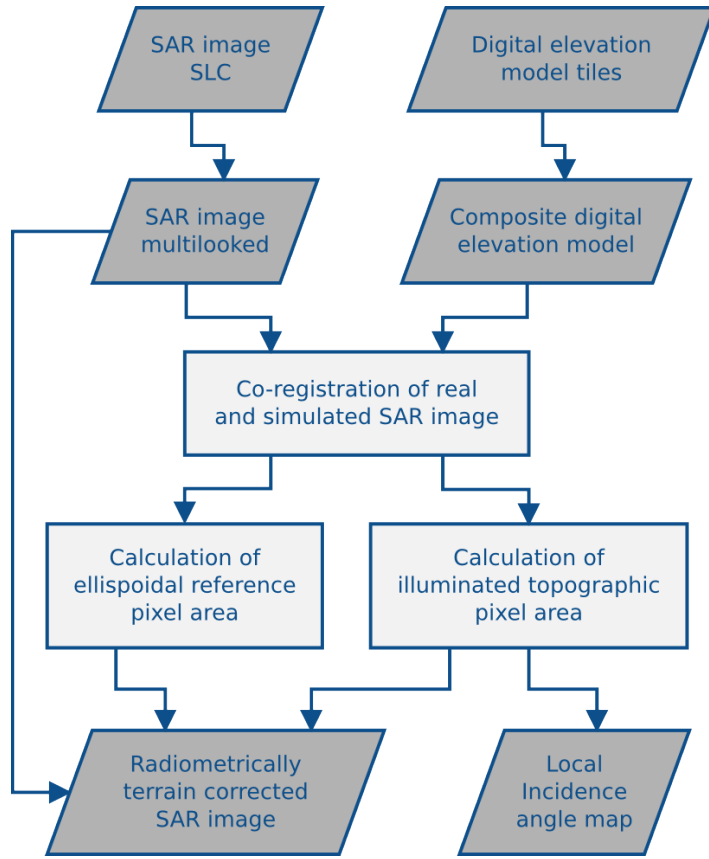 SAR image
SLC
Digital elevation
model tiles
SAR image
multilooked
Composite digital
elevation model
Co-registration of real
and simulated SAR image
Calculation of
ellispoidal reference
pixel area
Calculation of
illuminated topographic
pixel area
Radiometrically
terrain corrected
SAR image
Local
Incidence
angle map